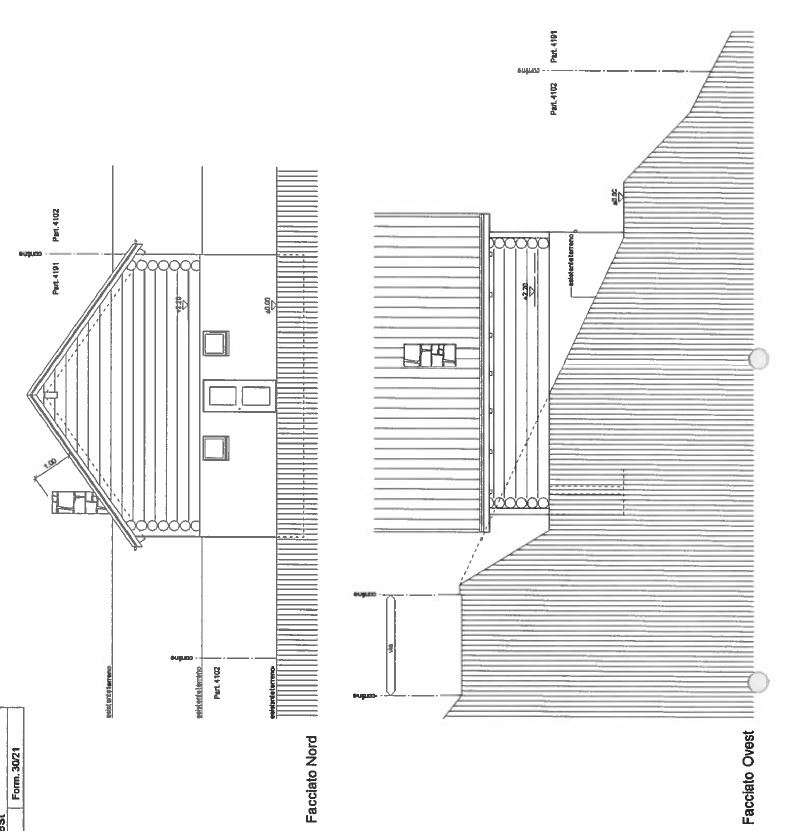 Part. 4102
confine
Part. 4191
+2.20
±0.00
1.00
confine
esistente terreno
esistente terreno
Part. 4102
esistente terreno
Facciato Nord
Part. 4191
confine
Part. 4102
±0.00
esistente terreno
+2.20
confine
via
confine
Facciato Ovest
Form. 30/21